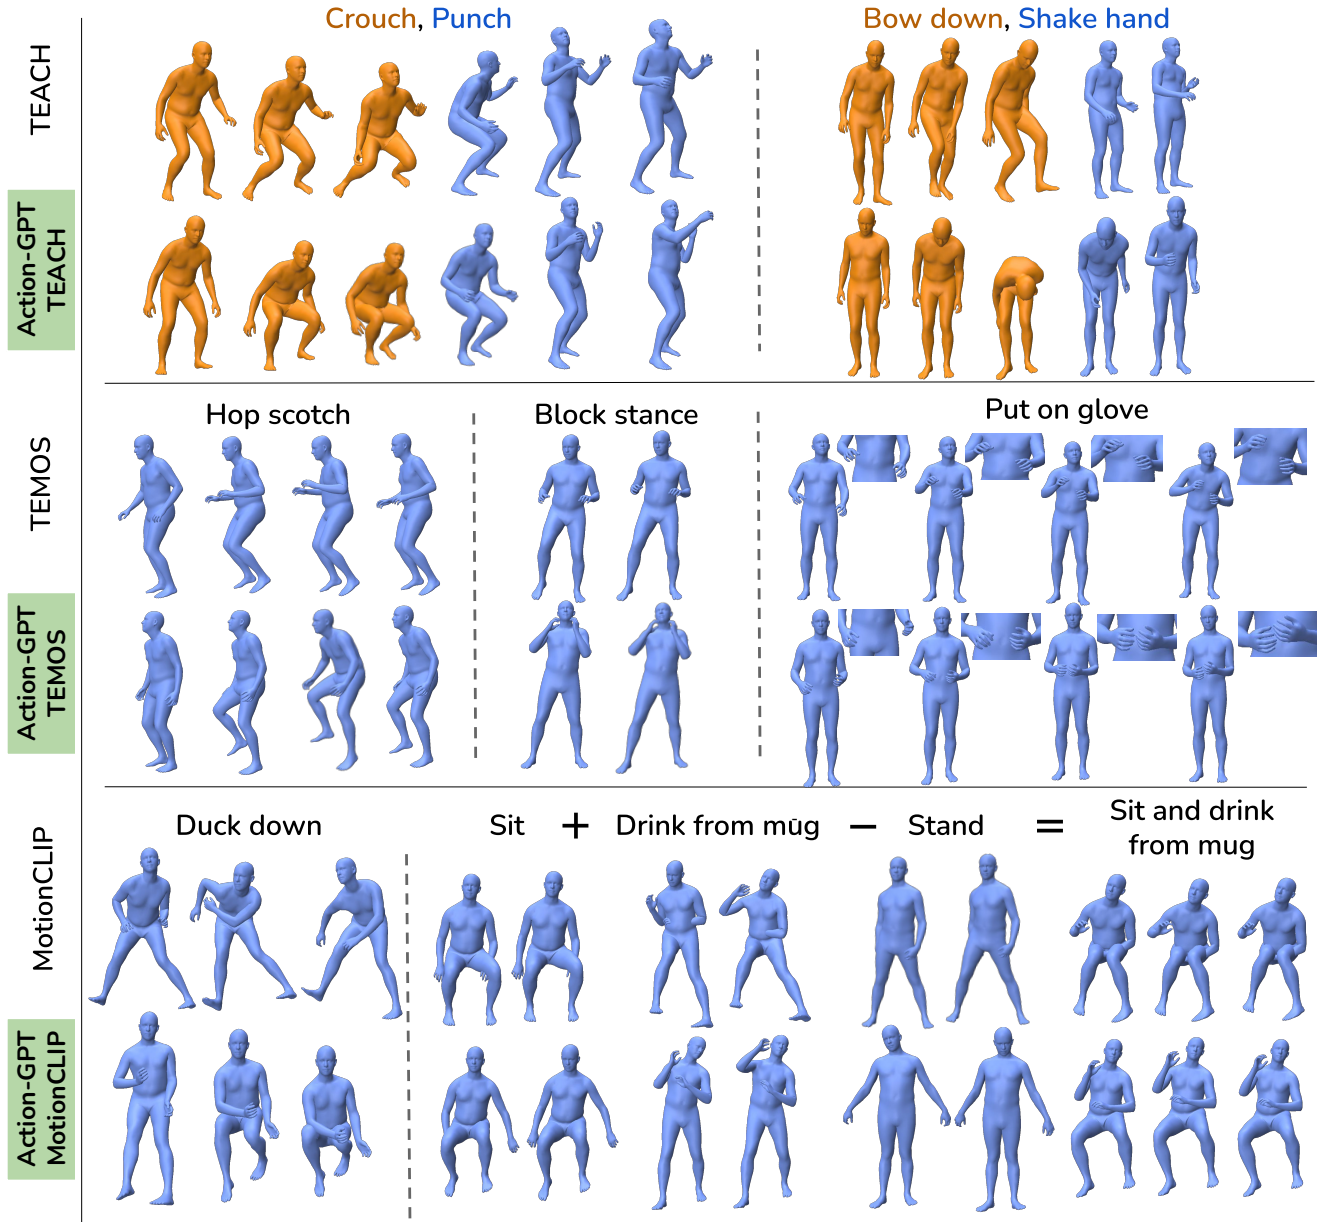 Crouch, Punch
Bow down, Shake hand
TEACH
Action-GPT
TEACH
Hop scotch
Block stance
Put on glove
TEMOS
Action-GPT
TEMOS
Duck down
Sit + Drink from mug − Stand = Sit and drink
from mug
MotionCLIP
Action-GPT
MotionCLIP